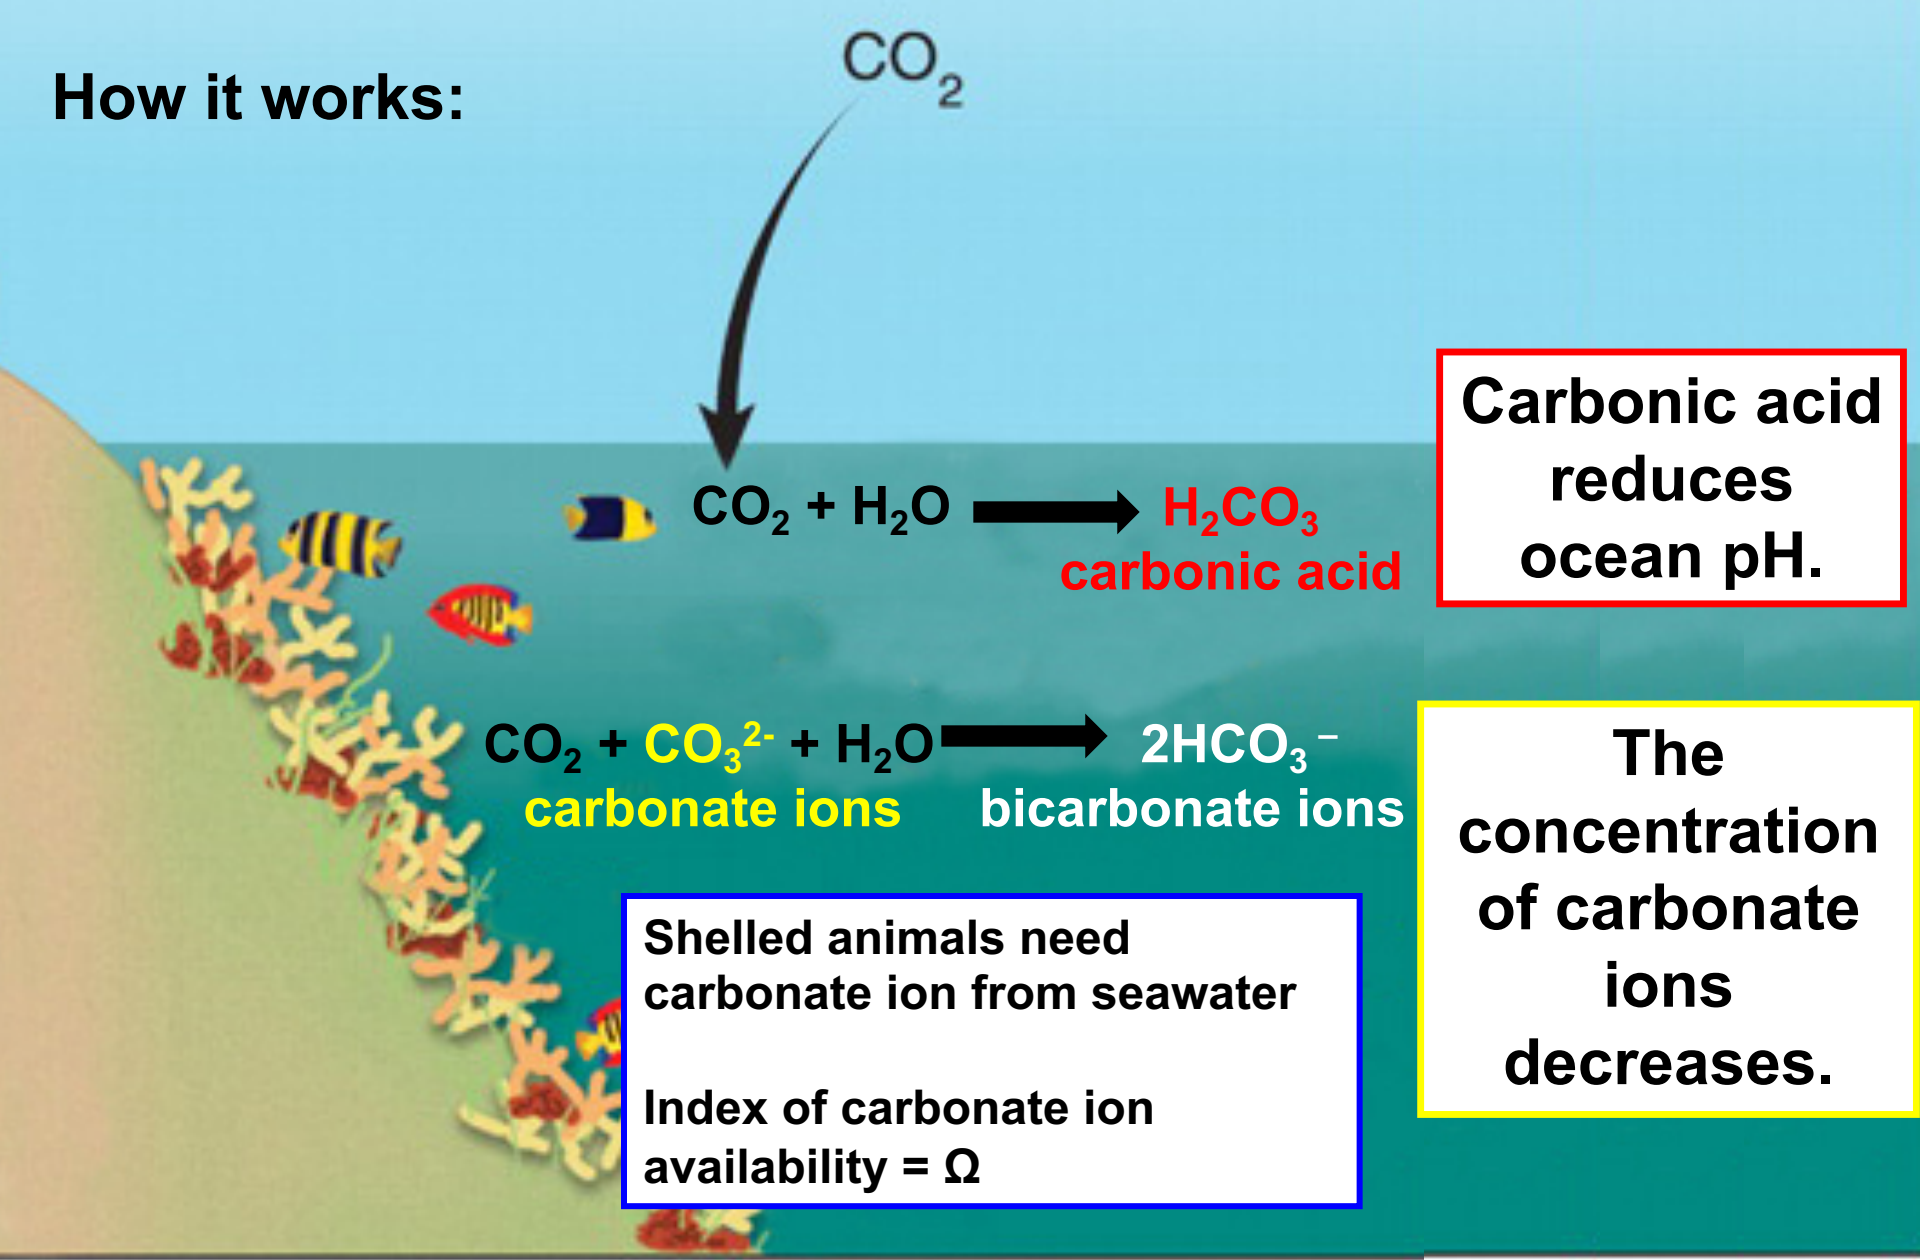 CO₂
How it works:
CO₂ + H₂O H₂CO₃
carbonic acid
Carbonic acid
reduces
ocean pH.
CO₂ + CO₃²⁻ + H₂O 2HCO₃⁻
carbonate ions bicarbonate ions
The
concentration
of carbonate
ions
decreases.
Shelled animals need
carbonate ion from seawater
Index of carbonate ion
availability = Ω